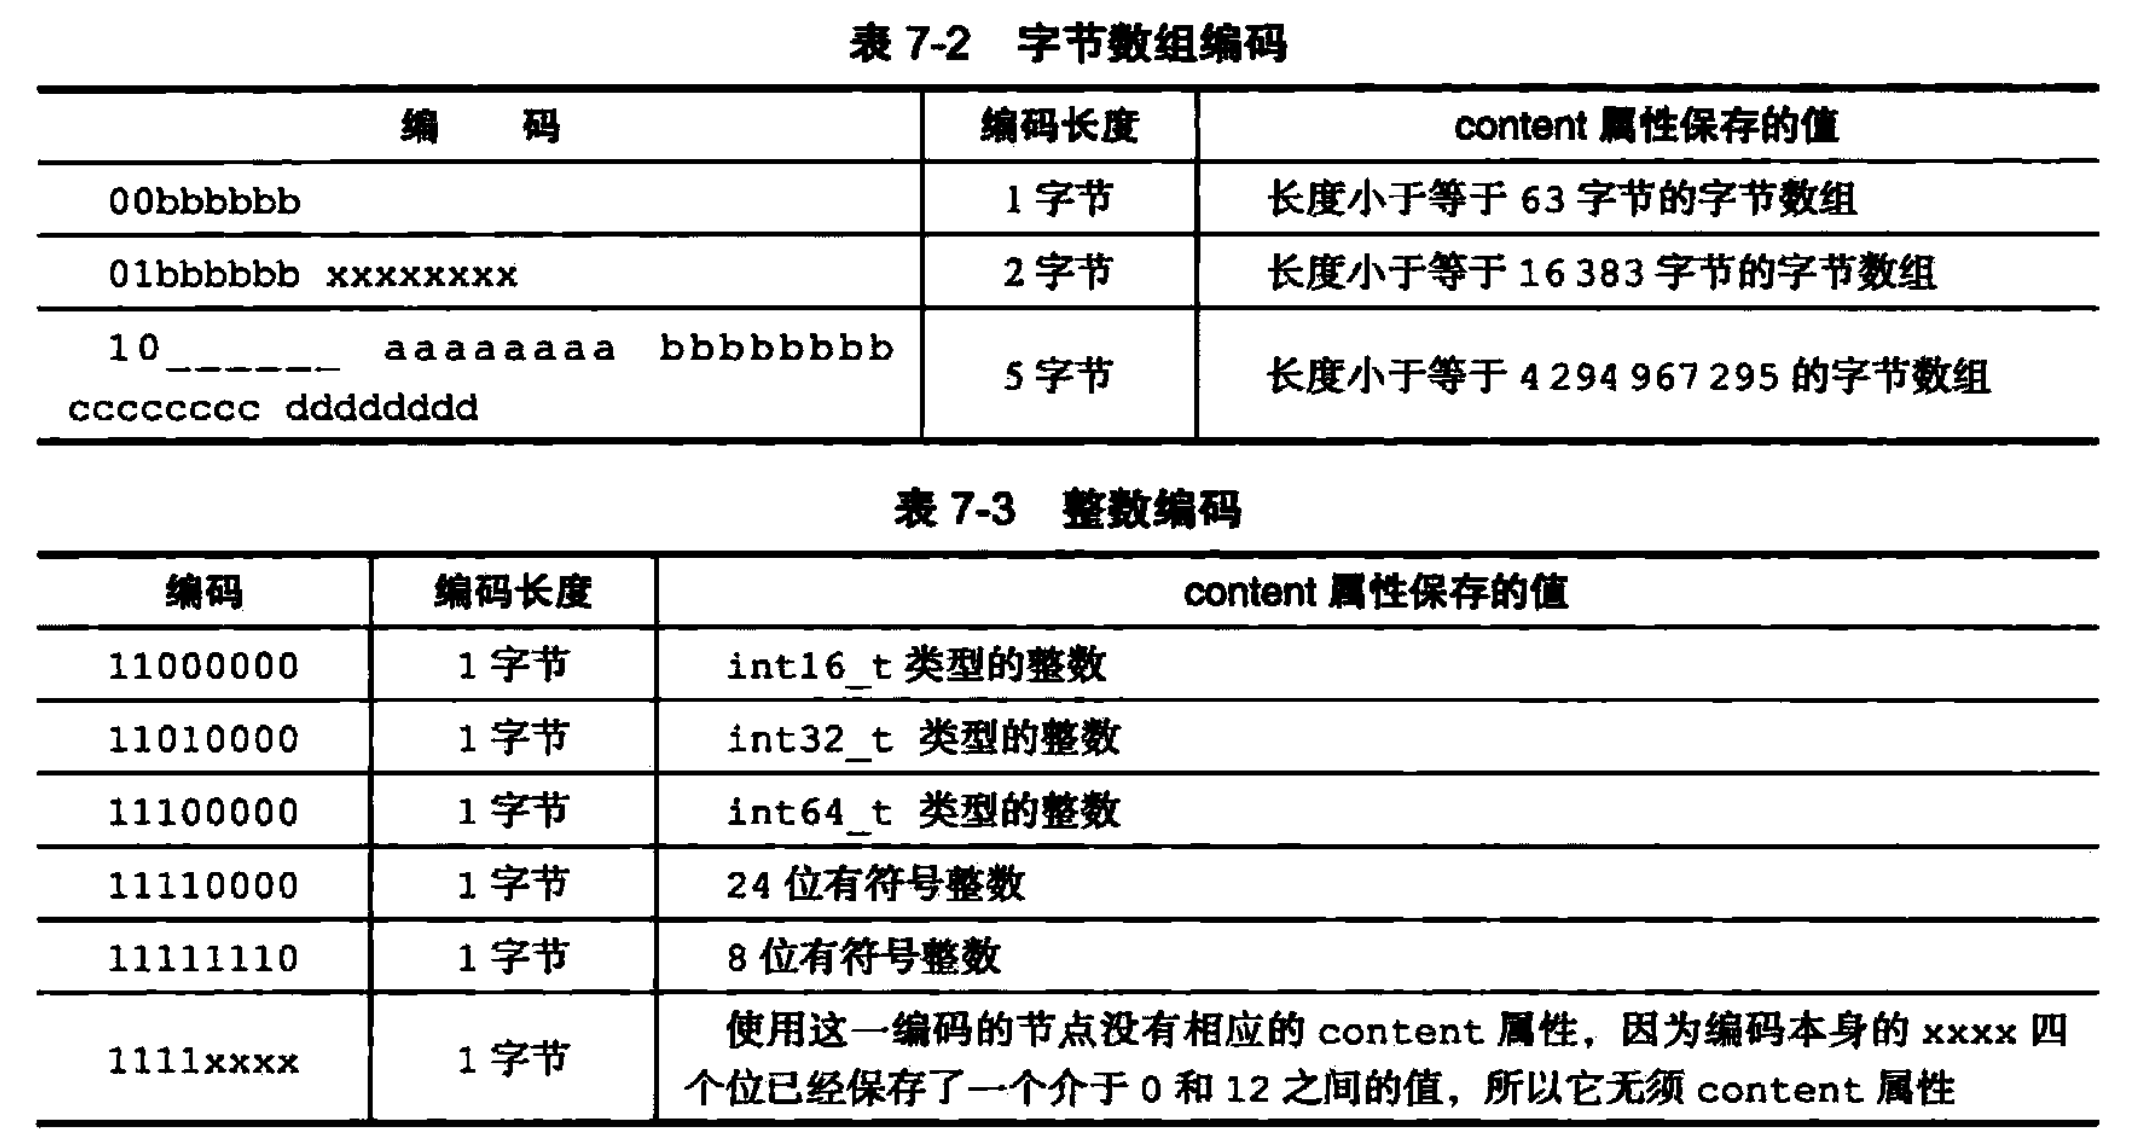 表 7-2 字节数组编码
编 码 编码长度 content 属性保存的值
00bbbbbb 1 字节 长度小于等于 63 字节的字节数组
01bbbbbb xxxxxxxx 2 字节 长度小于等于 16 383 字节的字节数组
10______ aaaaaaaa bbbbbbbb
cccccccc dddddddd 5 字节 长度小于等于 4 294 967 295 的字节数组
表 7-3 整数编码
编码 编码长度 content 属性保存的值
11000000 1 字节 int16_t 类型的整数
11010000 1 字节 int32_t 类型的整数
11100000 1 字节 int64_t 类型的整数
11110000 1 字节 24 位有符号整数
11111110 1 字节 8 位有符号整数
1111xxxx 1 字节 使用这一编码的节点没有相应的 content 属性，因为编码本身的 xxxx 四
个位已经保存了一个介于 0 和 12 之间的值，所以它无须 content 属性